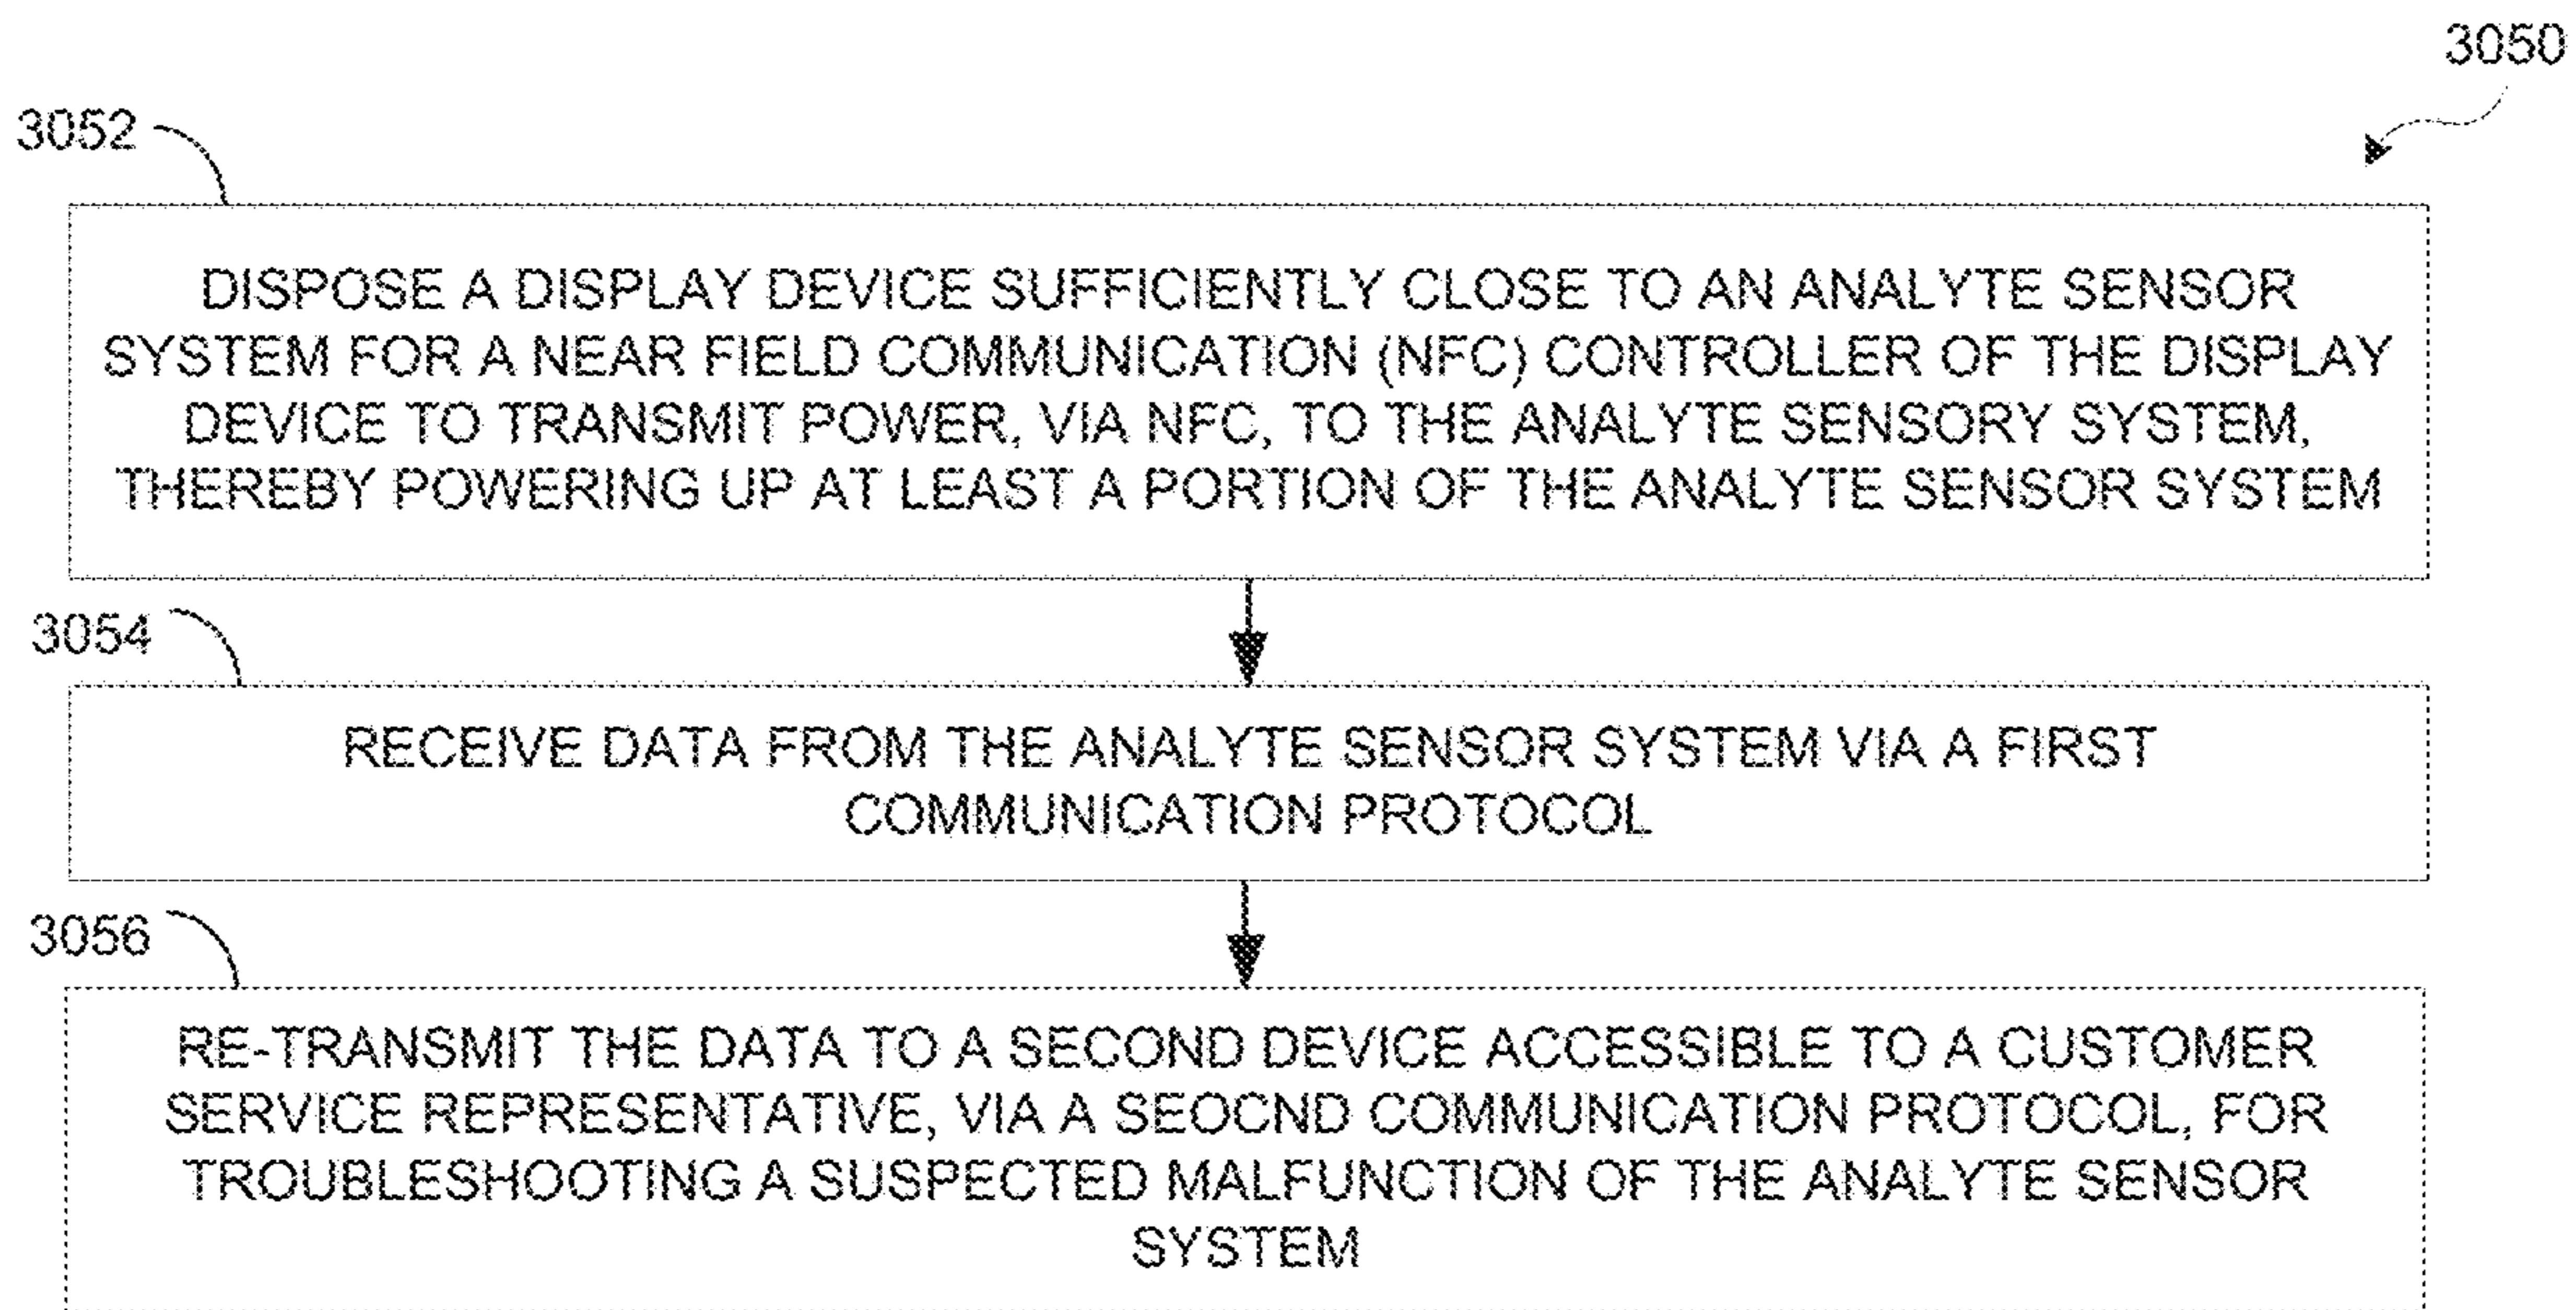 3050
3052
DISPOSE A DISPLAY DEVICE SUFFICIENTLY CLOSE TO AN ANALYTE SENSOR
SYSTEM FOR A NEAR FIELD COMMUNICATION (NFC) CONTROLLER OF THE DISPLAY
DEVICE TO TRANSMIT POWER, VIA NFC, TO THE ANALYTE SENSORY SYSTEM,
THEREBY POWERING UP AT LEAST A PORTION OF THE ANALYTE SENSOR SYSTEM
3054
RECEIVE DATA FROM THE ANALYTE SENSOR SYSTEM VIA A FIRST
COMMUNICATION PROTOCOL
3056
RE-TRANSMIT THE DATA TO A SECOND DEVICE ACCESSIBLE TO A CUSTOMER
SERVICE REPRESENTATIVE, VIA A SEOCND COMMUNICATION PROTOCOL, FOR
TROUBLESHOOTING A SUSPECTED MALFUNCTION OF THE ANALYTE SENSOR
SYSTEM